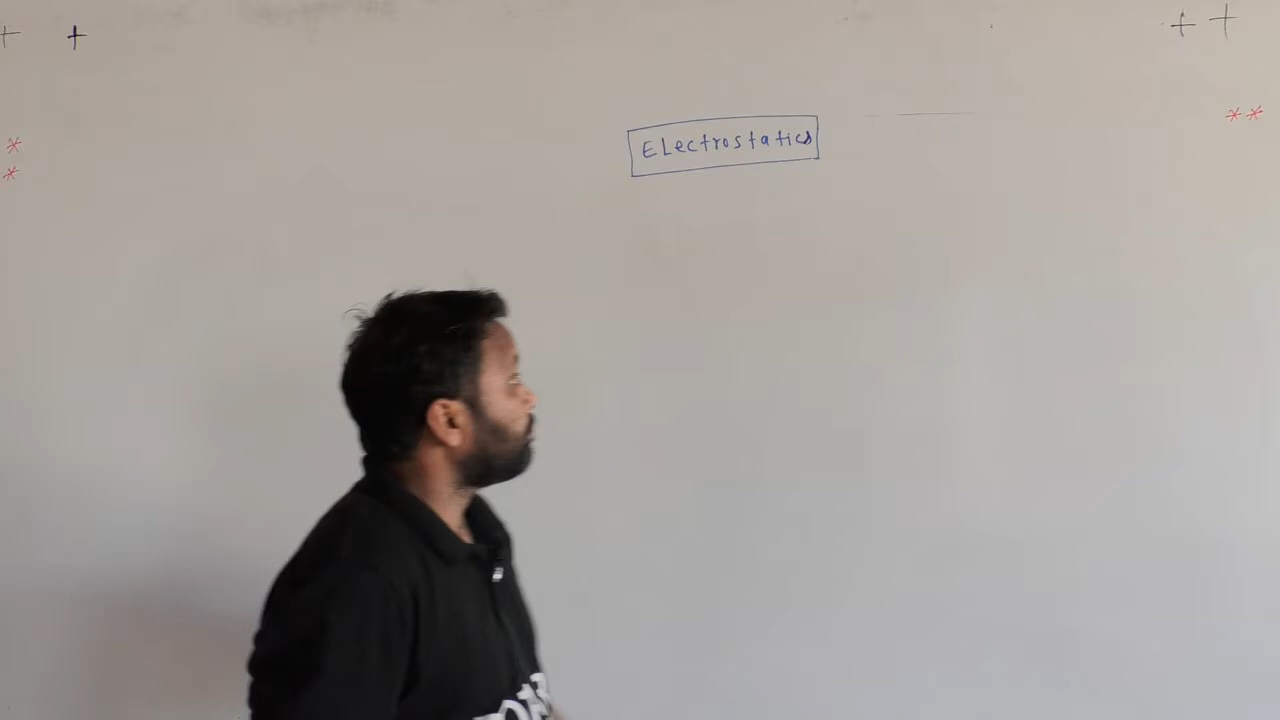 + + + +
* * * *
Electrostatics